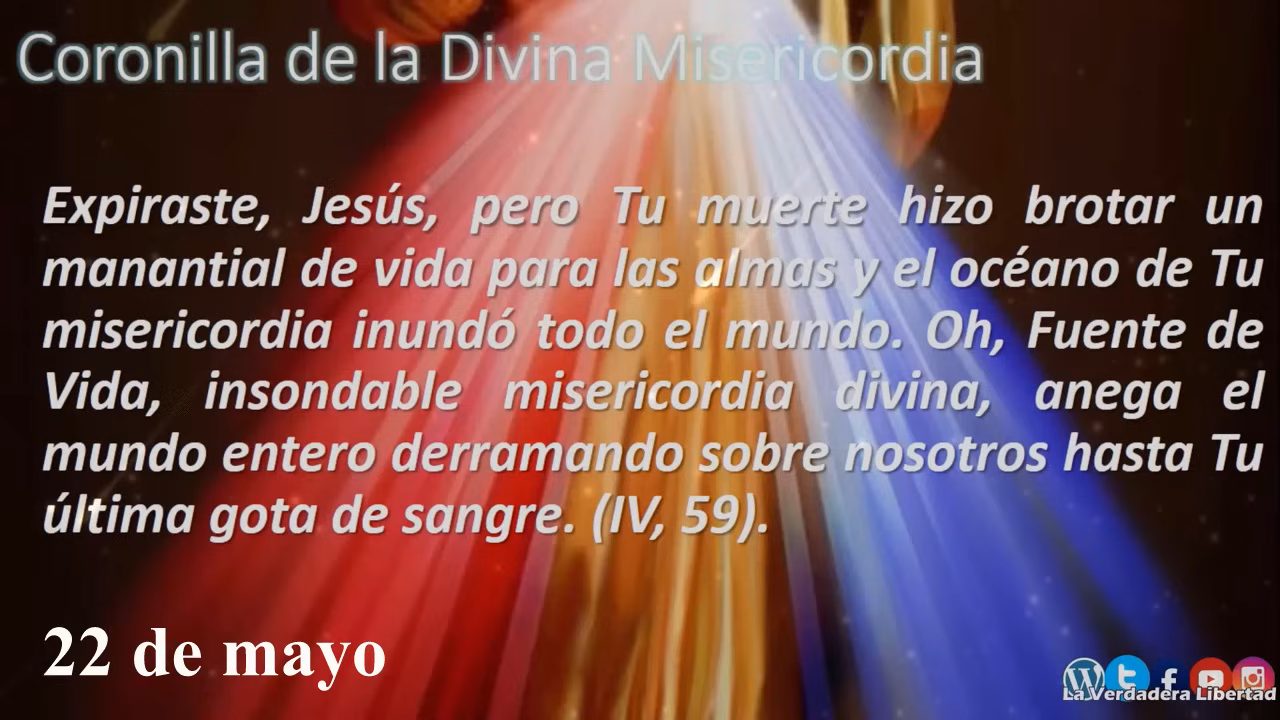 Coronilla de la Divina Misericordia
Expiraste, Jesús, pero Tu muerte hizo brotar un
manantial de vida para las almas y el océano de Tu
misericordia inundó todo el mundo. Oh, Fuente de
Vida, insondable misericordia divina, anega el
mundo entero derramando sobre nosotros hasta Tu
última gota de sangre. (IV, 59).
22 de mayo
La Verdadera Libertad